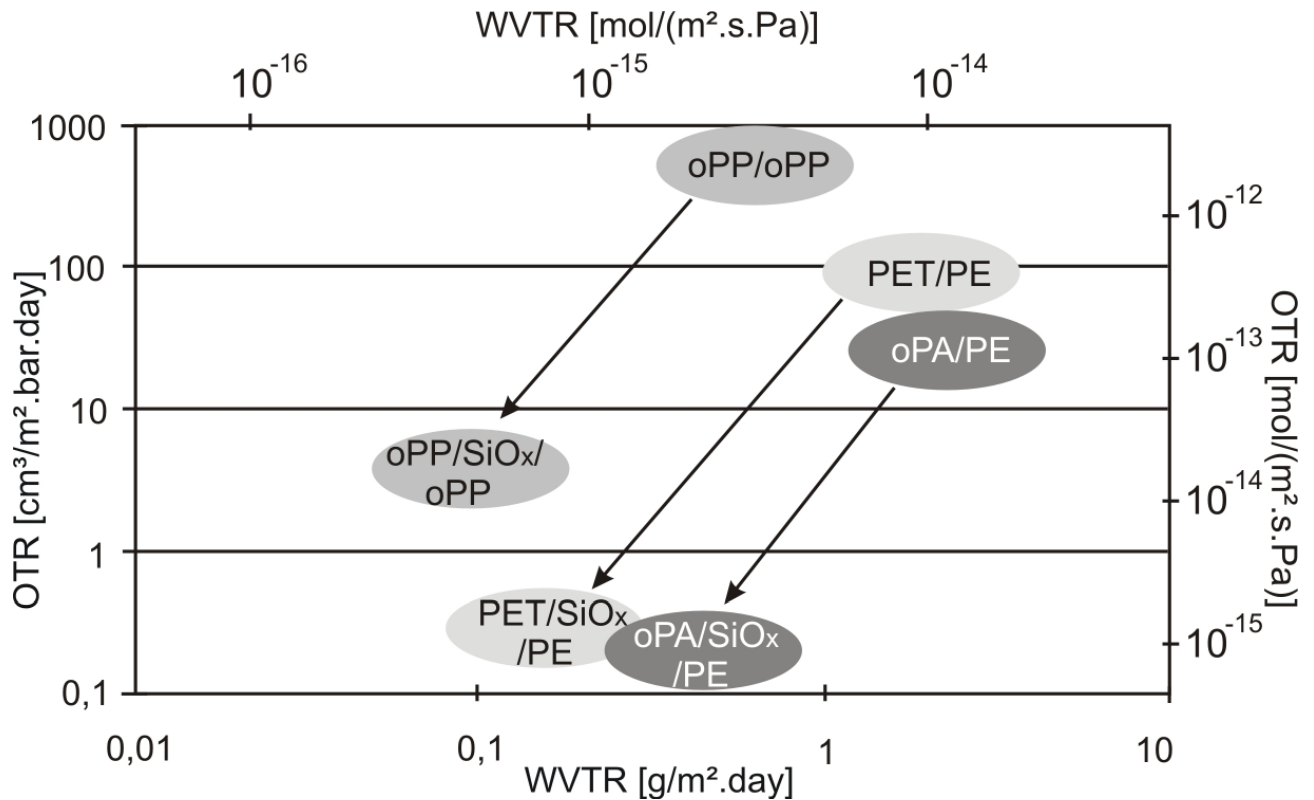 WVTR [mol/(m².s.Pa)]
10⁻¹⁶
10⁻¹⁵
10⁻¹⁴
1000
100
10
1
0,1
OTR [cm³/m².bar.day]
oPP/oPP
PET/PE
oPA/PE
oPP/SiOₓ/
oPP
PET/SiOₓ
/PE
oPA/SiOₓ
/PE
10⁻¹²
10⁻¹³
10⁻¹⁴
10⁻¹⁵
OTR [mol/(m².s.Pa)]
0,01
0,1
1
10
WVTR [g/m².day]